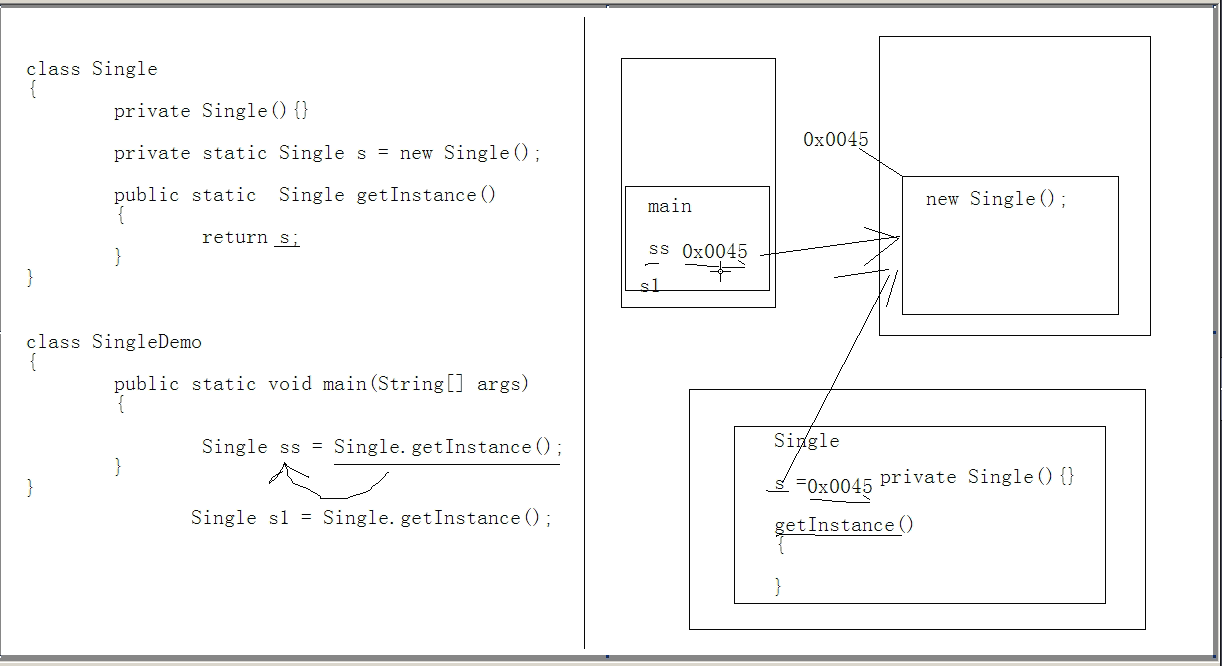 class Single
{
private Single(){}
private static Single s = new Single();
public static  Single getInstance()
{
return s;
}
}
class SingleDemo
{
public static void main(String[] args)
{
Single ss = Single.getInstance();
}
}
Single s1 = Single.getInstance();
main
ss 0x0045
s1
0x0045
new Single();
Single
s =0x0045 private Single(){}
getInstance()
{
}